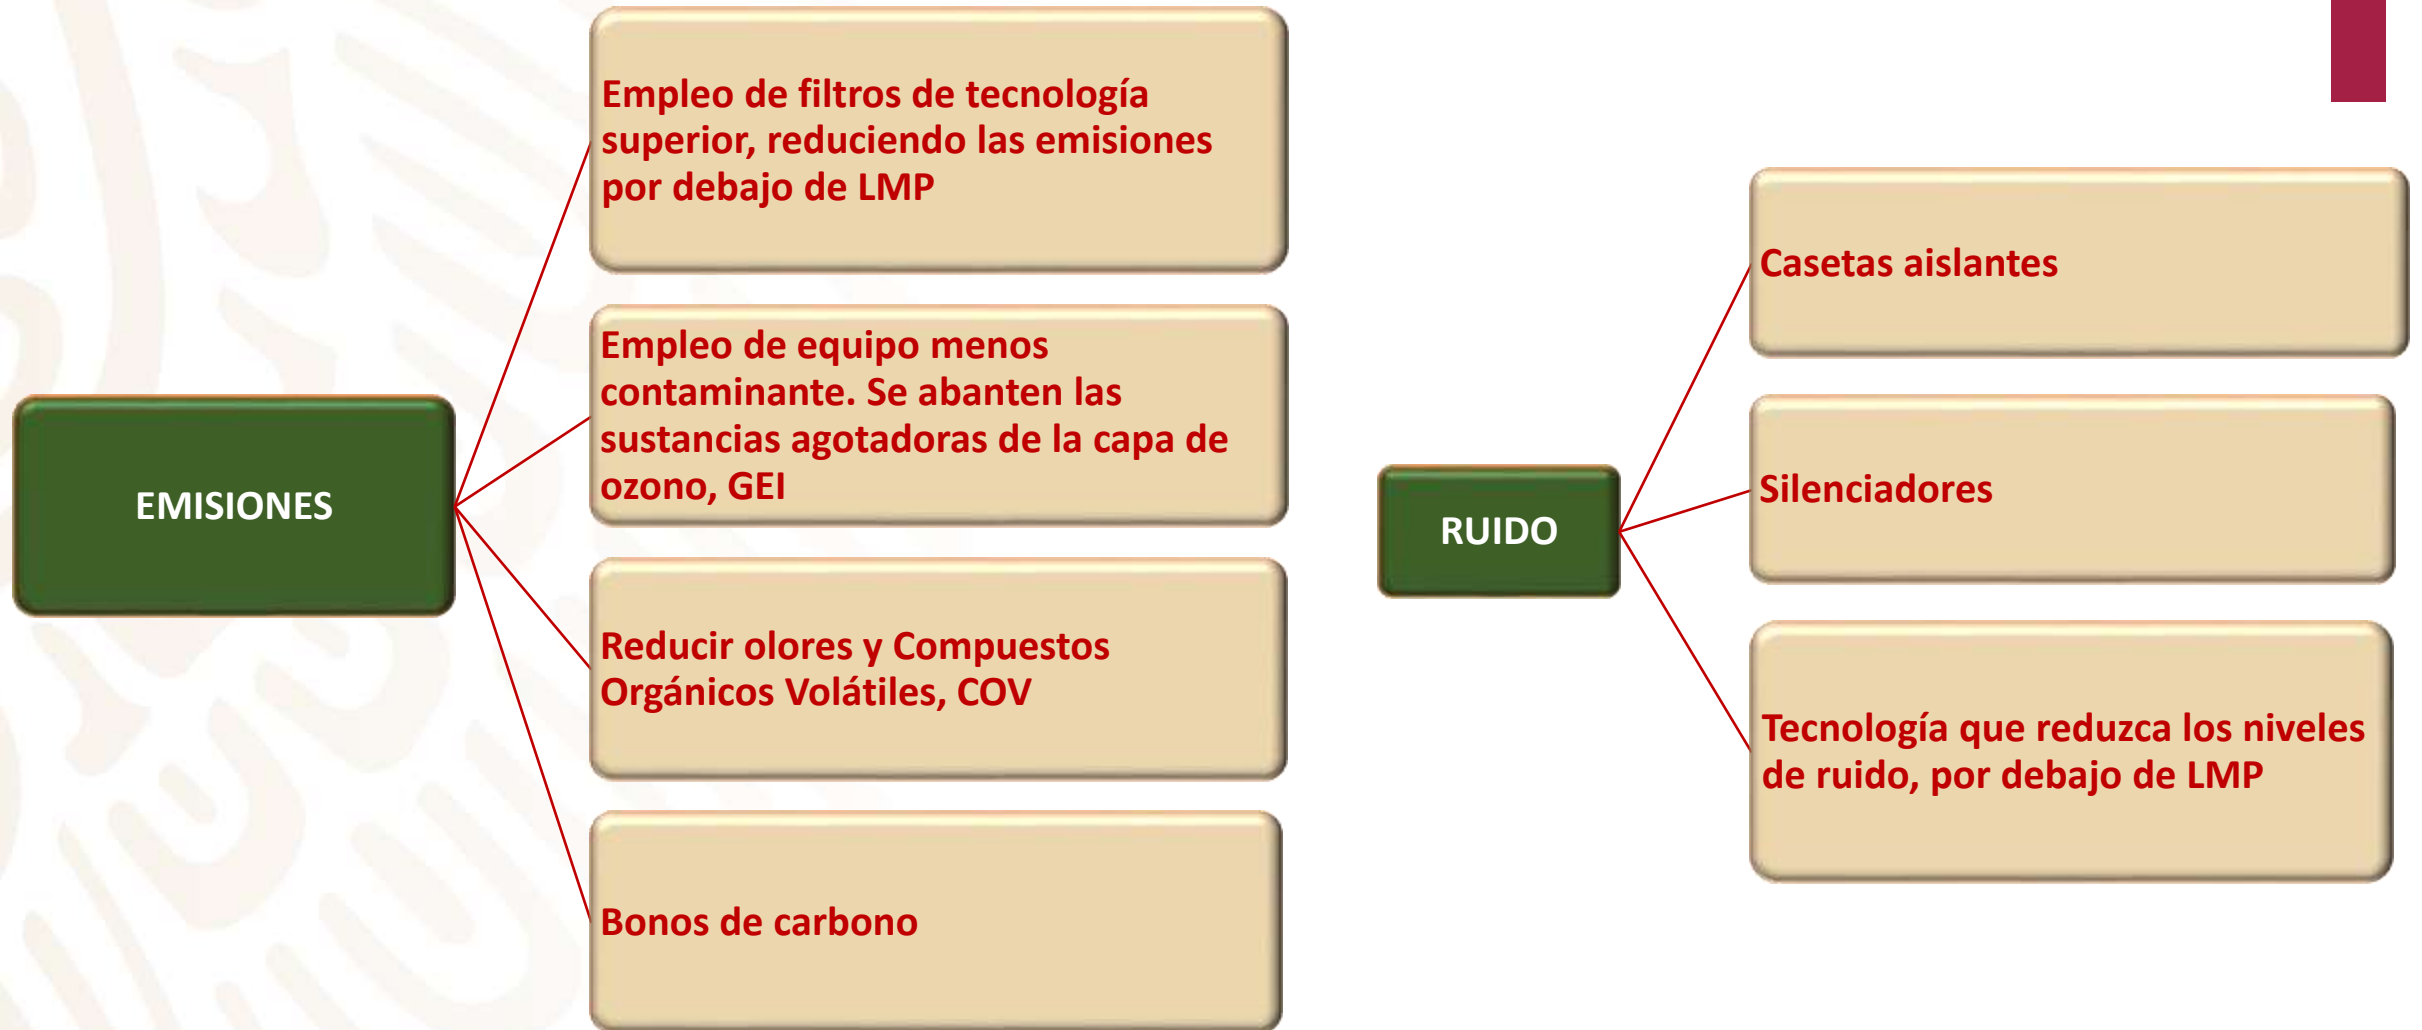 EMISIONES
Empleo de filtros de tecnología
superior, reduciendo las emisiones
por debajo de LMP
Empleo de equipo menos
contaminante. Se abanten las
sustancias agotadoras de la capa de
ozono, GEI
Reducir olores y Compuestos
Orgánicos Volátiles, COV
Bonos de carbono
RUIDO
Casetas aislantes
Silenciadores
Tecnología que reduzca los niveles
de ruido, por debajo de LMP